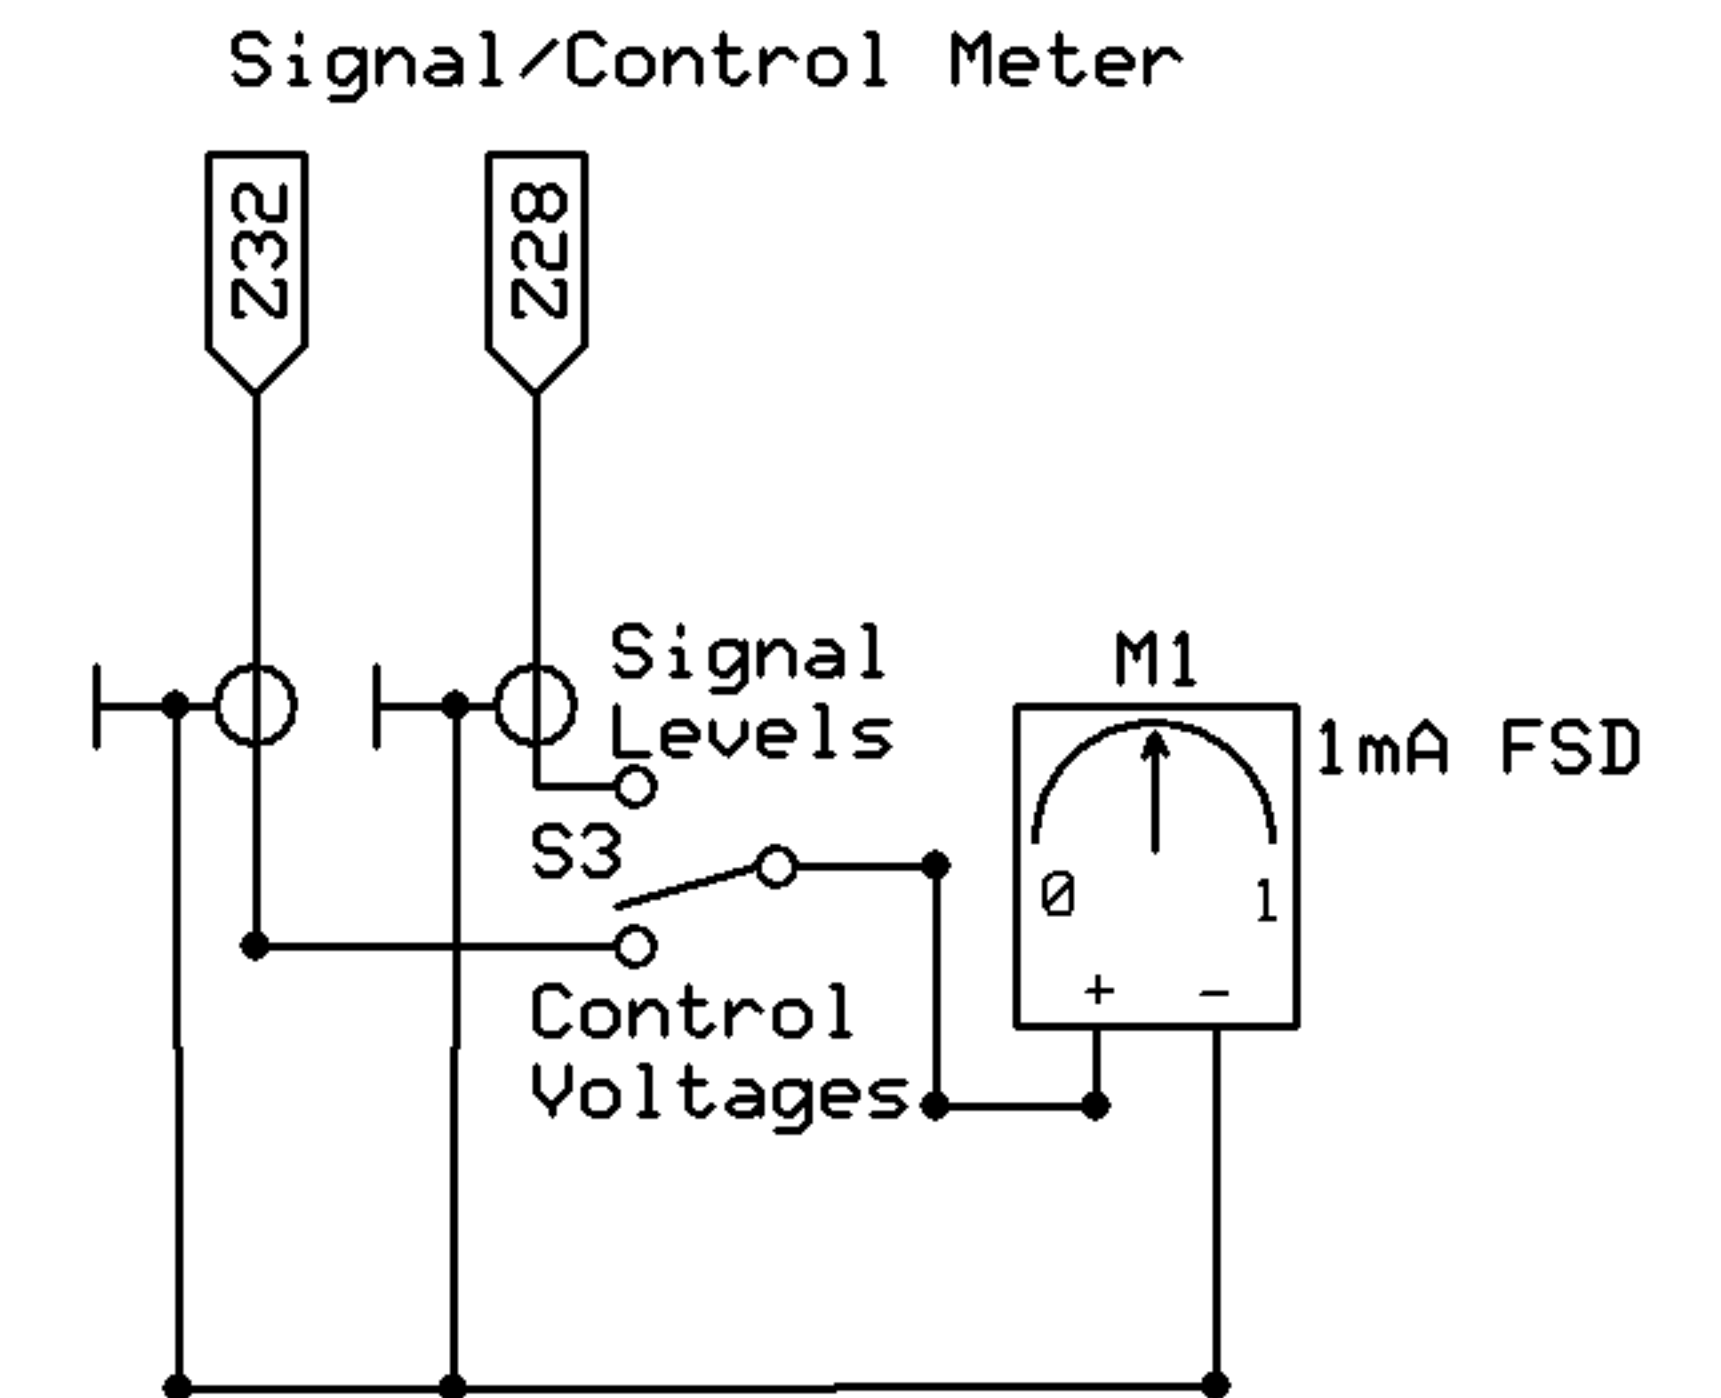 Signal/Control Meter
Z32
Z28
Signal
Levels
M1
1mA FSD
S3
0
1
+ -
Control
Voltages